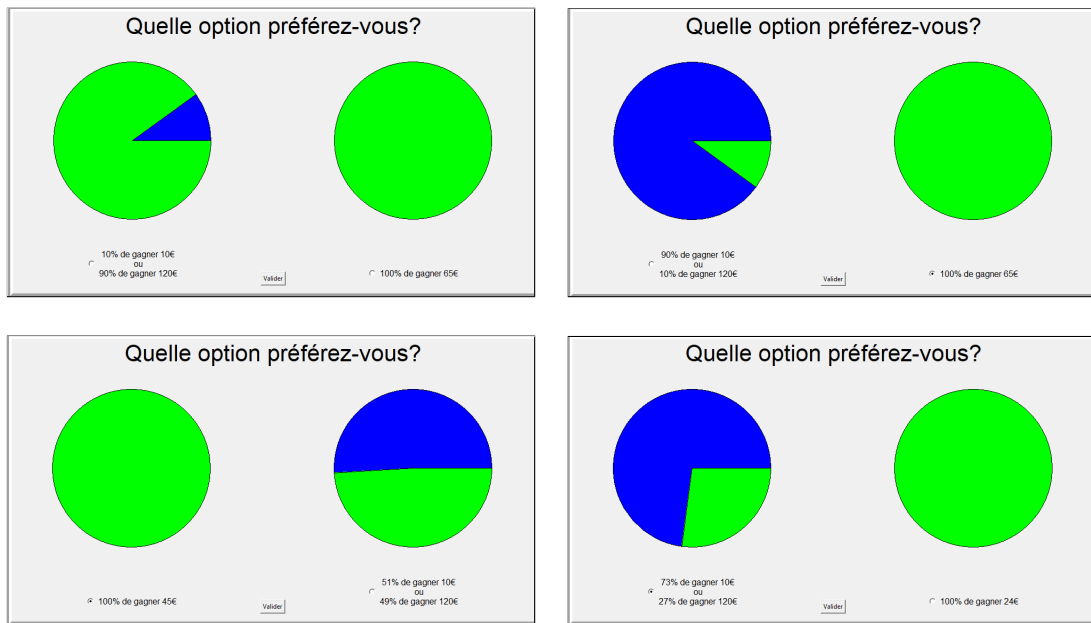 Quelle option préférez-vous?
10% de gagner 10€
ou
90% de gagner 120€
Valider
100% de gagner 65€
Quelle option préférez-vous?
90% de gagner 10€
ou
10% de gagner 120€
Valider
100% de gagner 65€
Quelle option préférez-vous?
100% de gagner 45€
Valider
51% de gagner 10€
ou
49% de gagner 120€
Quelle option préférez-vous?
73% de gagner 10€
ou
27% de gagner 120€
Valider
100% de gagner 24€